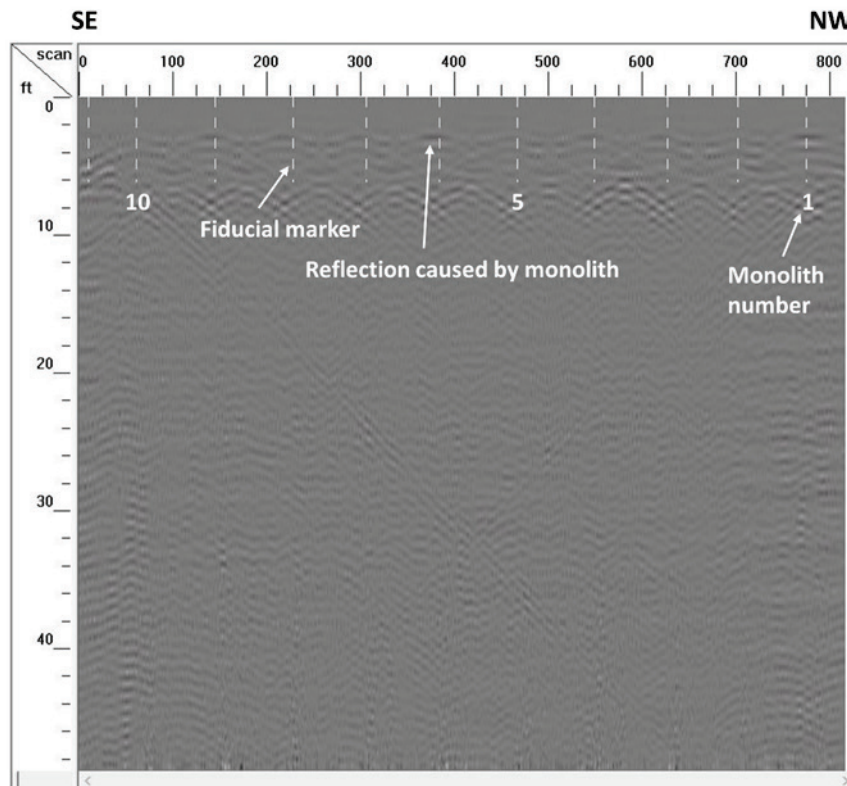 SE NW
scan
ft
0 100 200 300 400 500 600 700 800
0
10
20
30
40
10 5 1
Fiducial marker
Reflection caused by monolith
Monolith
number